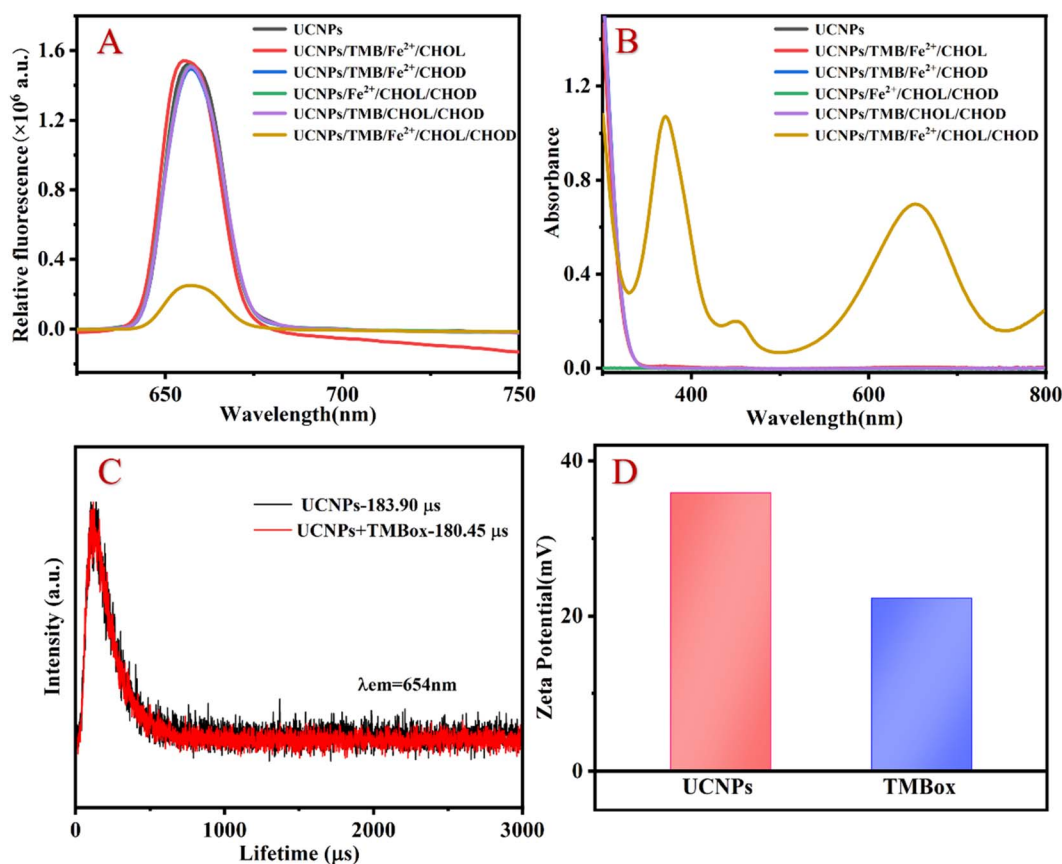 A
UCNPs
UCNPs/TMB/Fe²⁺/CHOL
UCNPs/TMB/Fe²⁺/CHOD
UCNPs/Fe²⁺/CHOL/CHOD
UCNPs/TMB/CHOL/CHOD
UCNPs/TMB/Fe²⁺/CHOL/CHOD
Relative fluorescence (×10⁶ a.u.)
1.6
1.2
0.8
0.4
0.0
650
700
750
Wavelength(nm)
B
UCNPs
UCNPs/TMB/Fe²⁺/CHOL
UCNPs/TMB/Fe²⁺/CHOD
UCNPs/Fe²⁺/CHOL/CHOD
UCNPs/TMB/CHOL/CHOD
UCNPs/TMB/Fe²⁺/CHOL/CHOD
Absorbance
1.2
0.8
0.4
0.0
400
600
800
Wavelength(nm)
C
UCNPs-183.90 μs
UCNPs+TMBox-180.45 μs
λem=654nm
Intensity (a.u.)
0
1000
2000
3000
Lifetime (μs)
D
Zeta Potential(mV)
40
20
0
UCNPs
TMBox